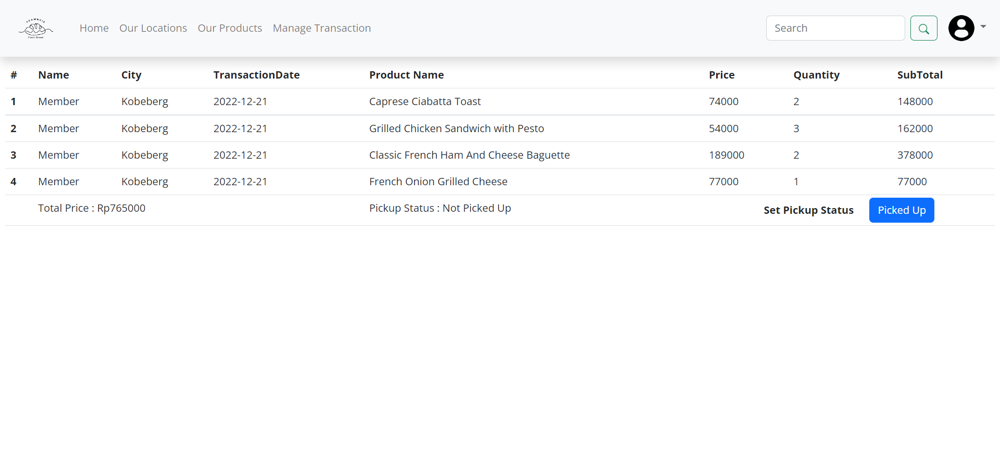 Fresh Bread
Home Our Locations Our Products Manage Transaction Search
# Name City TransactionDate Product Name Price Quantity SubTotal
1 Member Kobeberg 2022-12-21 Caprese Ciabatta Toast 74000 2 148000
2 Member Kobeberg 2022-12-21 Grilled Chicken Sandwich with Pesto 54000 3 162000
3 Member Kobeberg 2022-12-21 Classic French Ham And Cheese Baguette 189000 2 378000
4 Member Kobeberg 2022-12-21 French Onion Grilled Cheese 77000 1 77000
Total Price : Rp765000 Pickup Status : Not Picked Up Set Pickup Status Picked Up